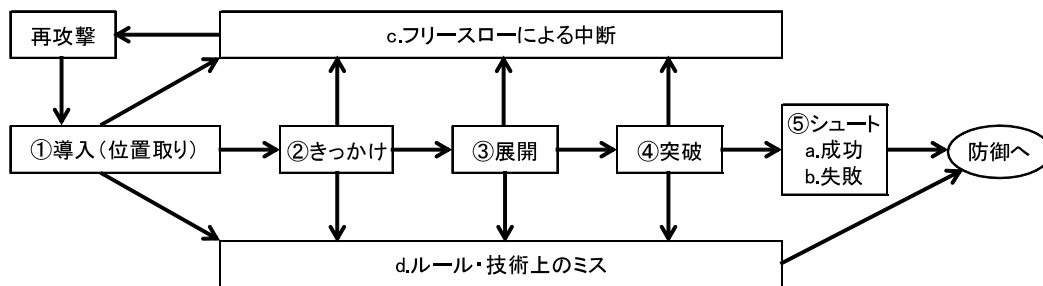 再攻撃
c.フリースローによる中断
①導入(位置取り)
②きっかけ
③展開
④突破
⑤シュート
a.成功
b.失敗
防御へ
d.ルール・技術上のミス